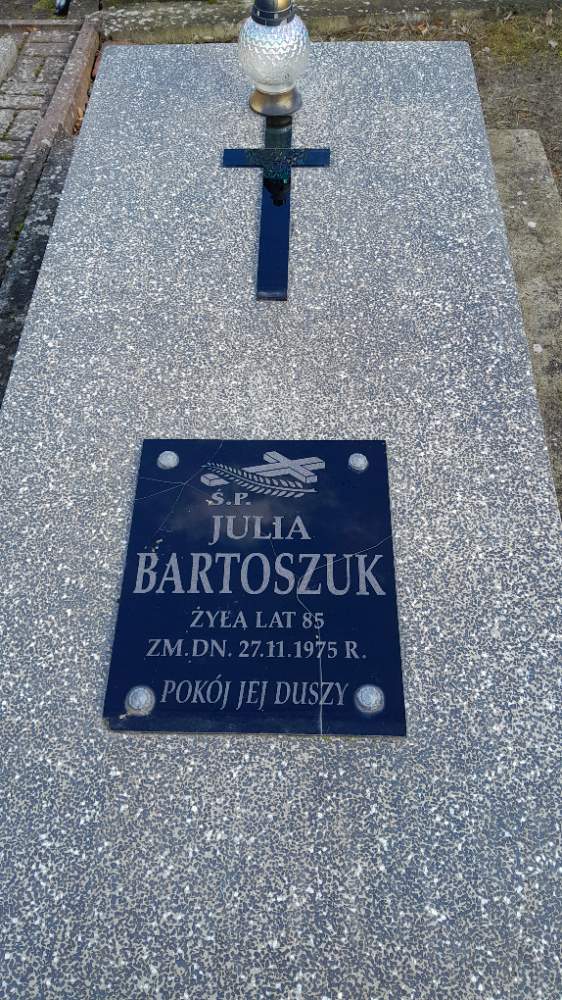 Ś.P.
JULIA
BARTOSZUK
ŻYŁA LAT 85
ZM.DN. 27.11.1975 R.
POKÓJ JEJ DUSZY